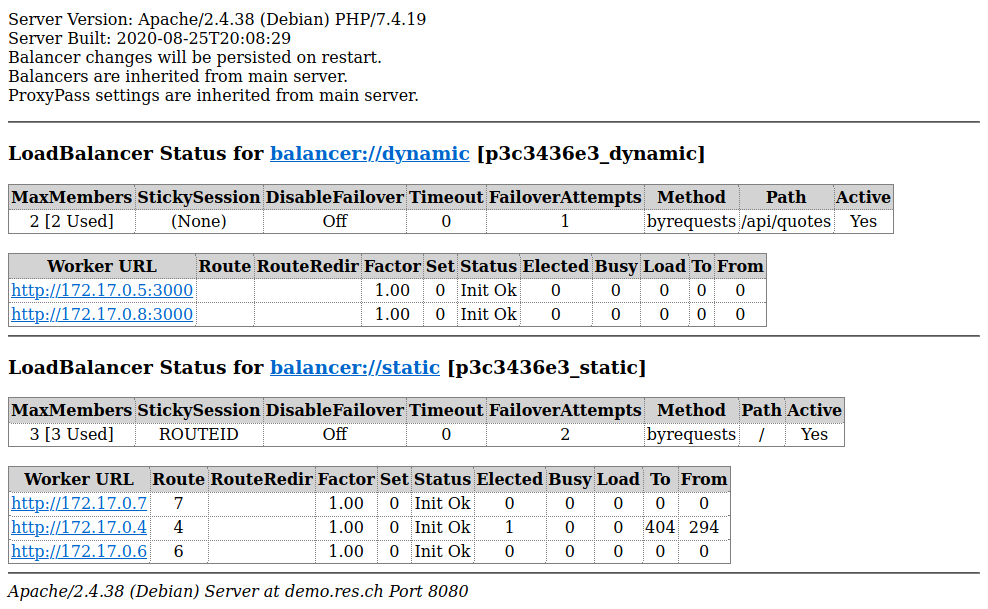 Server Version: Apache/2.4.38 (Debian) PHP/7.4.19
Server Built: 2020-08-25T20:08:29
Balancer changes will be persisted on restart.
Balancers are inherited from main server.
ProxyPass settings are inherited from main server.
LoadBalancer Status for balancer://dynamic [p3c3436e3_dynamic]
MaxMembers StickySession DisableFailover Timeout FailoverAttempts Method Path Active
2 [2 Used] (None) Off 0 1 byrequests /api/quotes Yes
Worker URL Route RouteRedir Factor Set Status Elected Busy Load To From
http://172.17.0.5:3000 1.00 0 Init Ok 0 0 0 0 0
http://172.17.0.8:3000 1.00 0 Init Ok 0 0 0 0 0
LoadBalancer Status for balancer://static [p3c3436e3_static]
MaxMembers StickySession DisableFailover Timeout FailoverAttempts Method Path Active
3 [3 Used] ROUTEID Off 0 2 byrequests / Yes
Worker URL Route RouteRedir Factor Set Status Elected Busy Load To From
http://172.17.0.7 7 1.00 0 Init Ok 0 0 0 0 0
http://172.17.0.4 4 1.00 0 Init Ok 1 0 0 404 294
http://172.17.0.6 6 1.00 0 Init Ok 0 0 0 0 0
Apache/2.4.38 (Debian) Server at demo.res.ch Port 8080